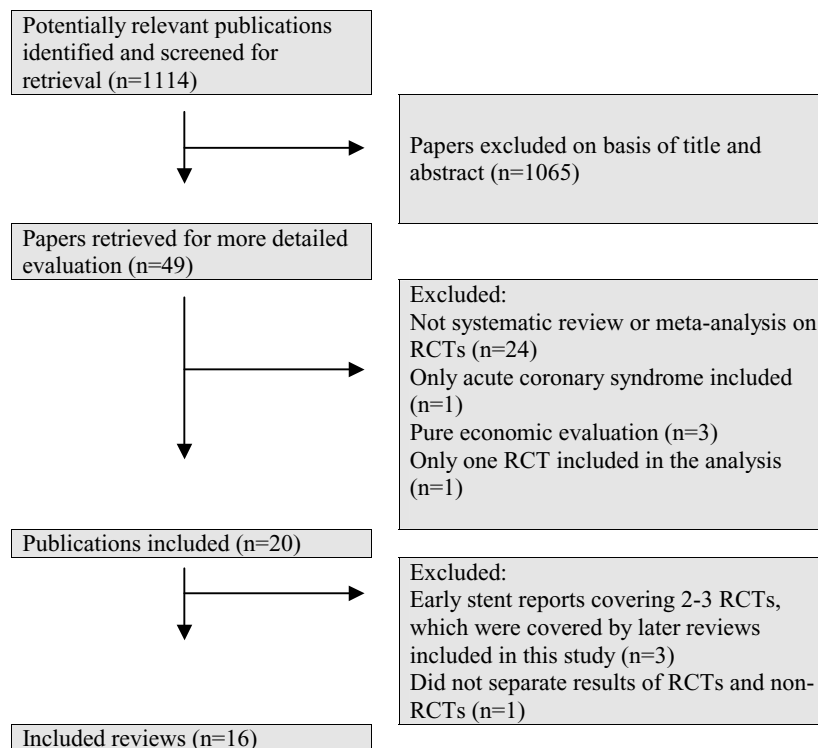 Potentially relevant publications
identified and screened for
retrieval (n=1114)
Papers excluded on basis of title and
abstract (n=1065)
Papers retrieved for more detailed
evaluation (n=49)
Excluded:
Not systematic review or meta-analysis on
RCTs (n=24)
Only acute coronary syndrome included
(n=1)
Pure economic evaluation (n=3)
Only one RCT included in the analysis
(n=1)
Publications included (n=20)
Excluded:
Early stent reports covering 2-3 RCTs,
which were covered by later reviews
included in this study (n=3)
Did not separate results of RCTs and non-
RCTs (n=1)
Included reviews (n=16)